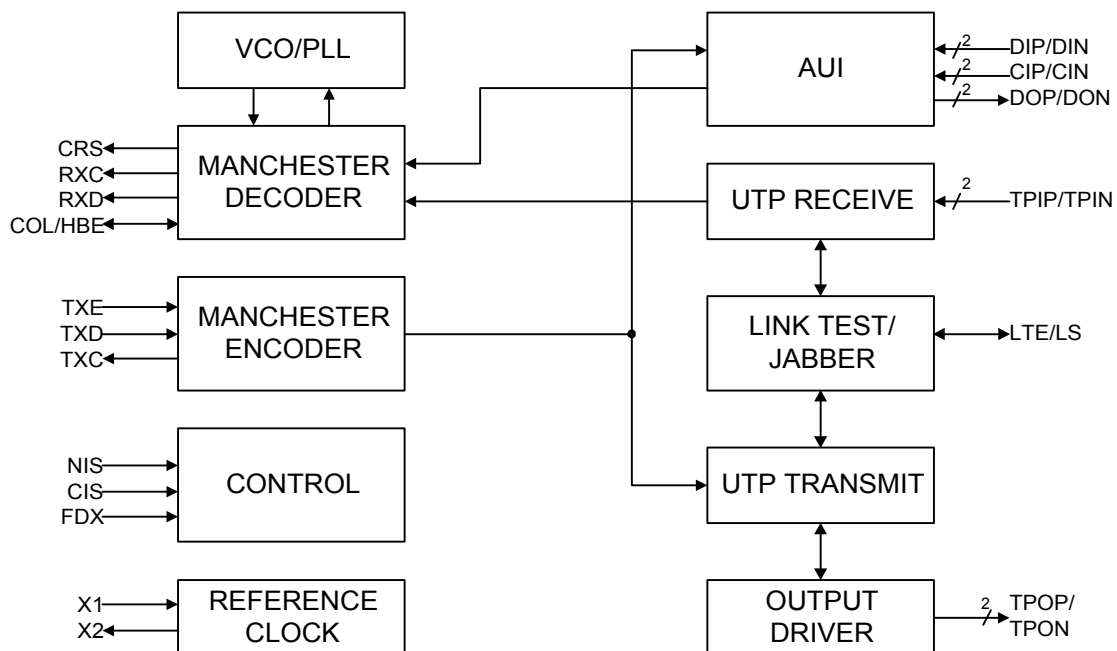 VCO/PLL
AUI
2
DIP/DIN
2
CIP/CIN
2
DOP/DON
CRS
RXC
RXD
COL/HBE
MANCHESTER
DECODER
UTP RECEIVE
2
TPIP/TPIN
TXE
TXD
TXC
MANCHESTER
ENCODER
LINK TEST/
JABBER
LTE/LS
NIS
CIS
FDX
CONTROL
UTP TRANSMIT
X1
X2
REFERENCE
CLOCK
OUTPUT
DRIVER
2
TPOP/
TPON